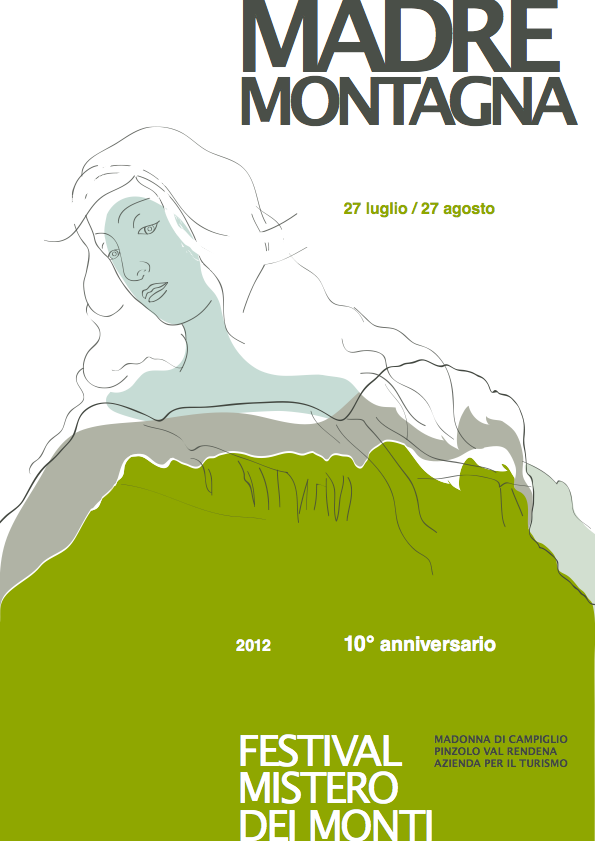 MADRE
MONTAGNA
27 luglio / 27 agosto
2012
10° anniversario
FESTIVAL
MISTERO
DEI MONTI
MADONNA DI CAMPIGLIO
PINZOLO VAL RENDENA
AZIENDA PER IL TURISMO